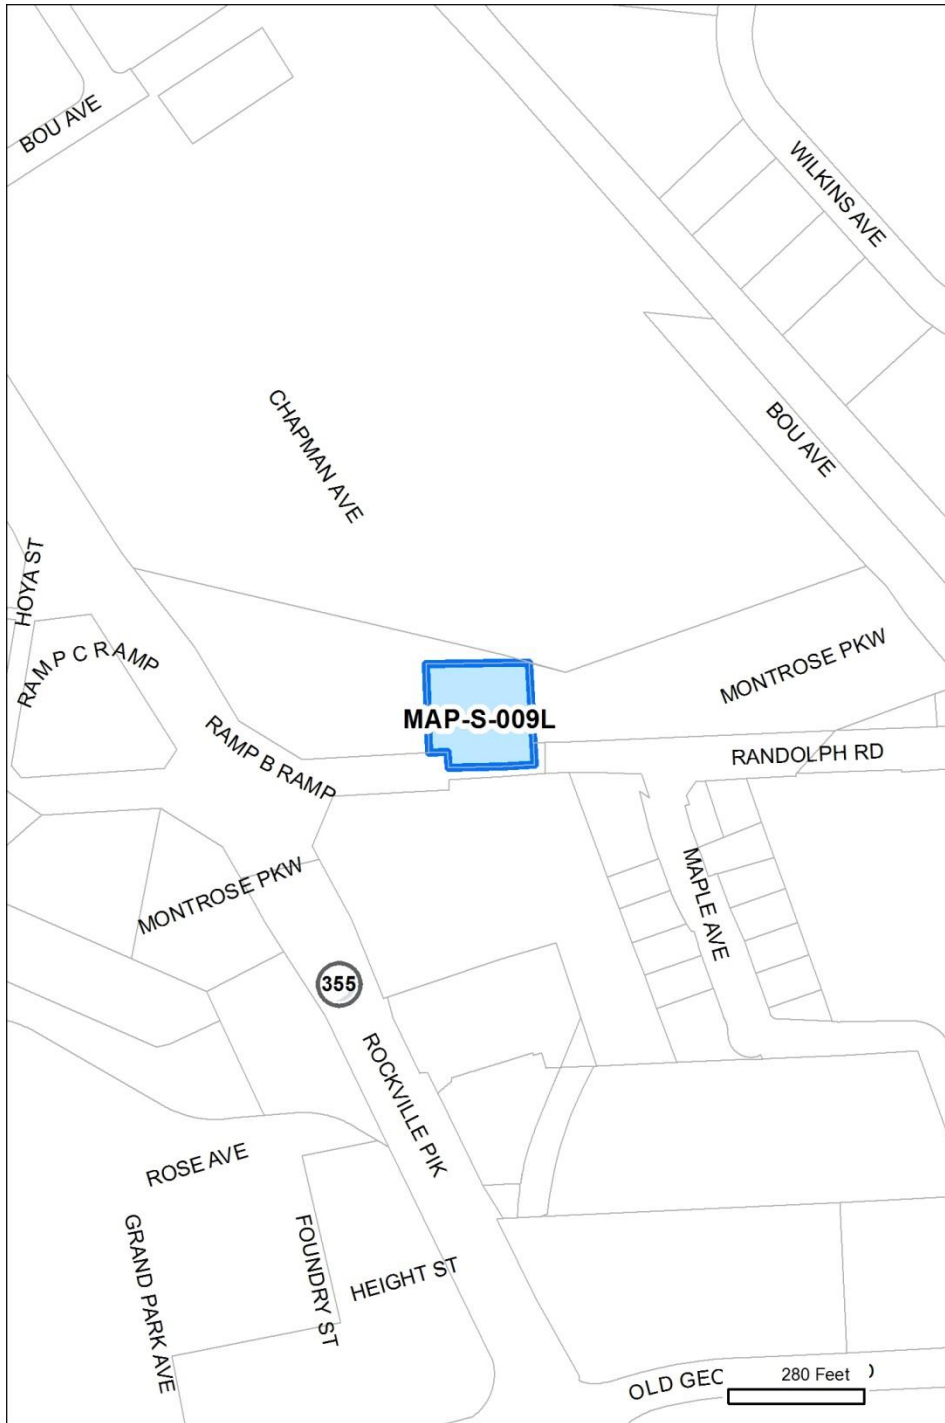 BOU AVE
WILKINS AVE
CHAPMAN AVE
BOU AVE
HOYA ST
RAMP C RAMP
MONTROSE PKW
MAP-S-009L
RAMP B RAMP
RANDOLPH RD
MONTROSE PKW
MAPLE AVE
355
ROCKVILLE PIK
ROSE AVE
GRAND PARK AVE
FOUNDRY ST
HEIGHT ST
OLD GEO
280 Feet